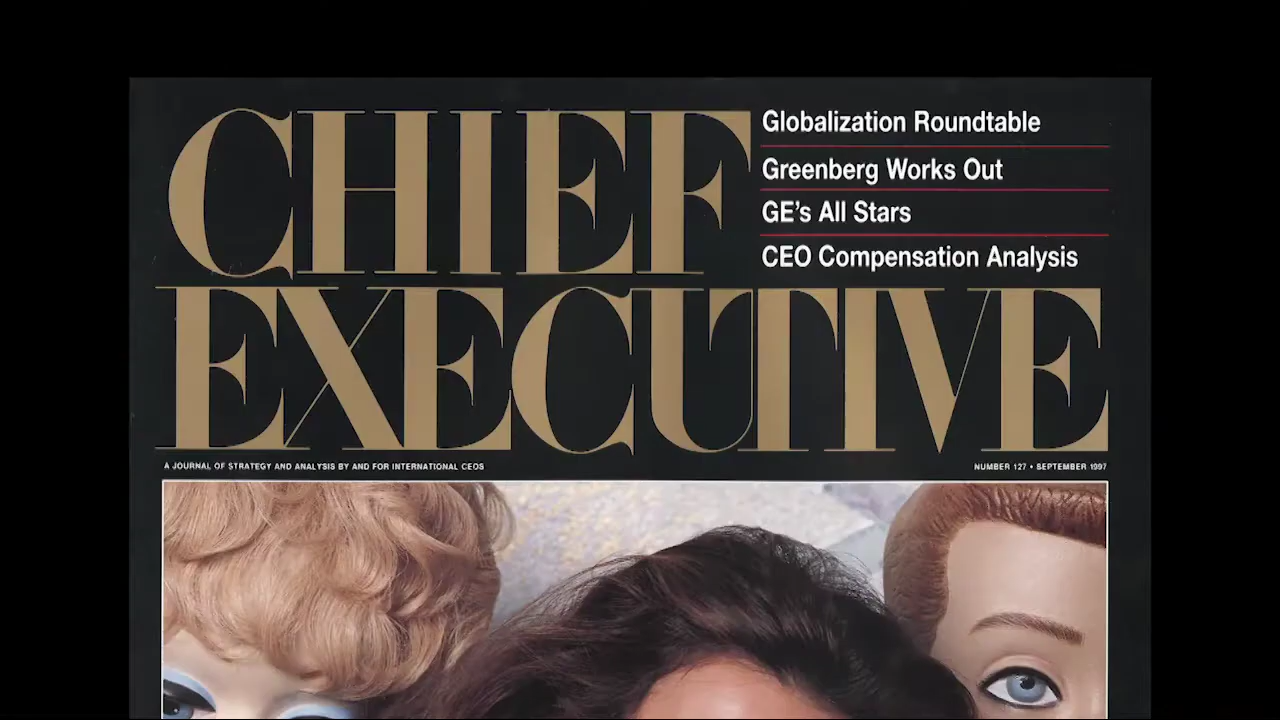 CHIEF
EXECUTIVE
Globalization Roundtable
Greenberg Works Out
GE's All Stars
CEO Compensation Analysis
A JOURNAL OF STRATEGY AND ANALYSIS BY AND FOR INTERNATIONAL CEOS
NUMBER 127 • SEPTEMBER 1997